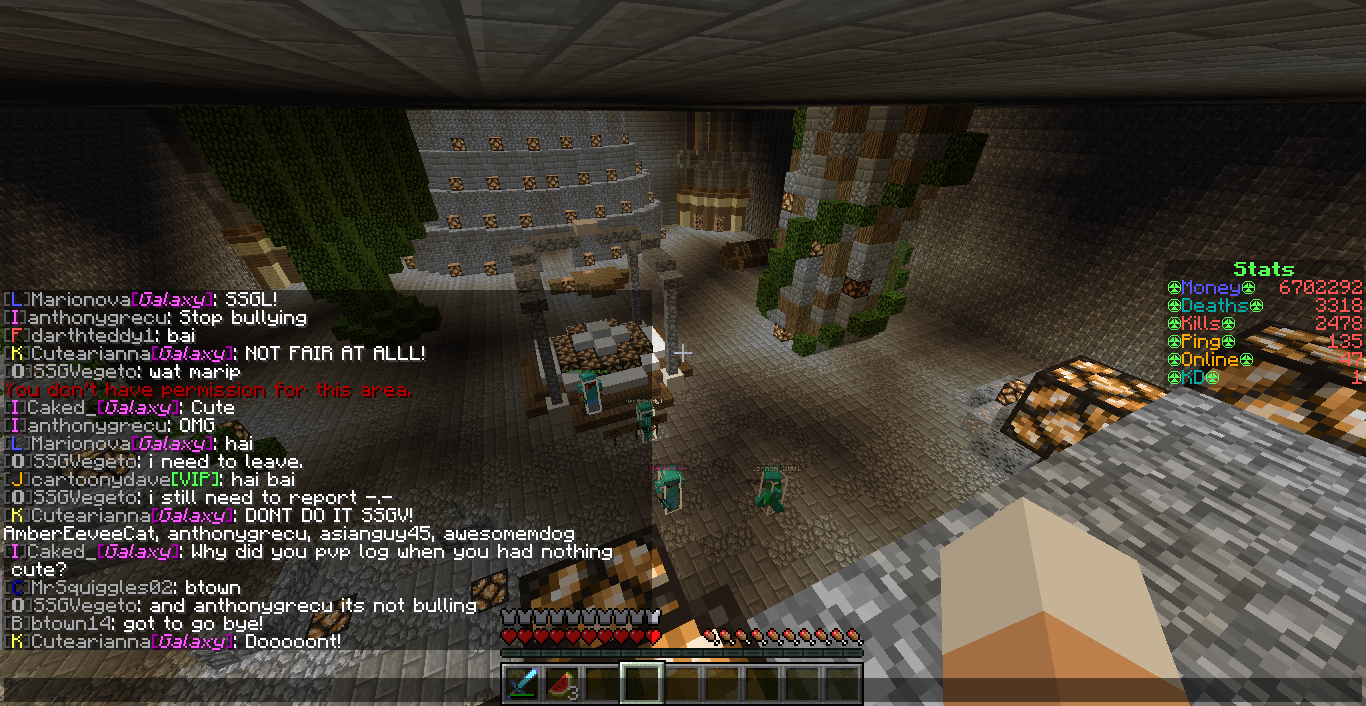 [L]Marionova[Galaxy]: SSGL!
[I]anthonygrecu: Stop bullying
[F]darthteddy1: bai
[K]Cutearianna[Galaxy]: NOT FAIR AT ALLL!
[O]SSGVegeto: wat marip
You don't have permission for this area.
[I]Caked_[Galaxy]: Cute
[I]anthonygrecu: OMG
[L]Marionova[Galaxy]: hai
[O]SSGVegeto: i need to leave.
[J]cartoonydave[VIP]: hai bai
[O]SSGVegeto: i still need to report -.-
[K]Cutearianna[Galaxy]: DONT DO IT SSGV!
AmberEeveeCat, anthonygrecu, asianguy45, awesomemdog
[I]Caked_[Galaxy]: Why did you pvp log when you had nothing
cute?
[C]MrSquiggles02: btown
[O]SSGVegeto: and anthonygrecu its not bulling
[B]btown14: got to go bye!
[K]Cutearianna[Galaxy]: Dooooont!
Stats
Money 6702292
Deaths 3318
Kills 2478
Ping 135
Online 47
KD 1
3